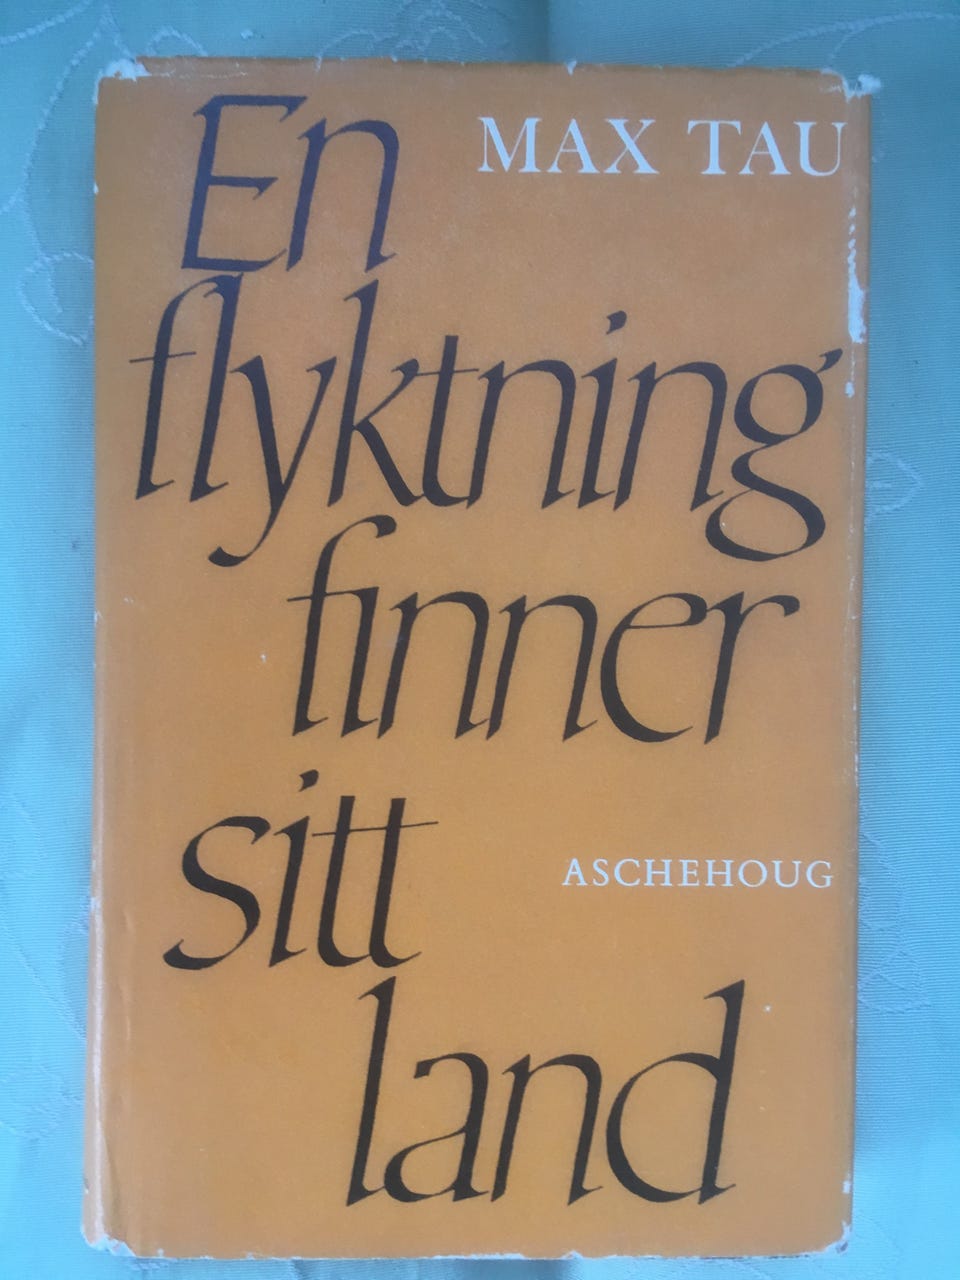 MAX TAU
En
flyktning
finner
sitt
ASCHEHOUG
land